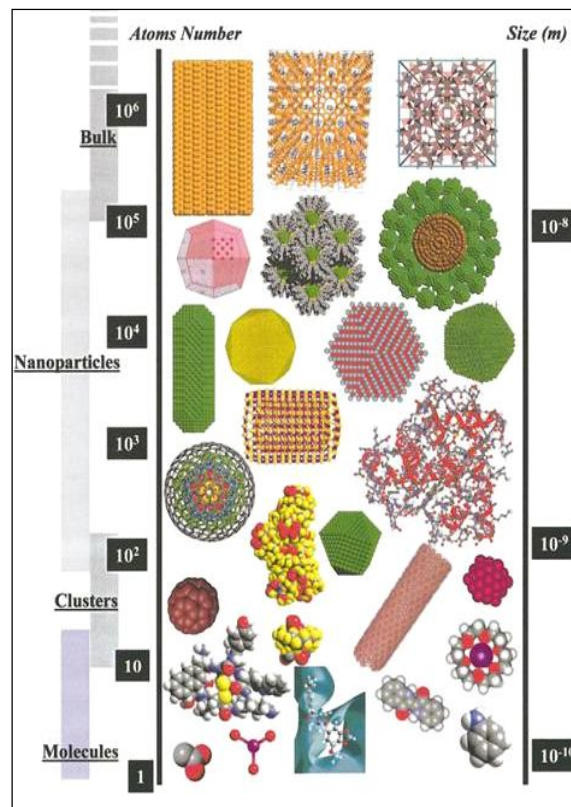 Atoms Number
Size (m)
10⁶
Bulk
10⁵
10⁻⁸
10⁴
Nanoparticles
10³
10⁻⁹
10²
Clusters
10
Molecules
10⁻¹⁰
1